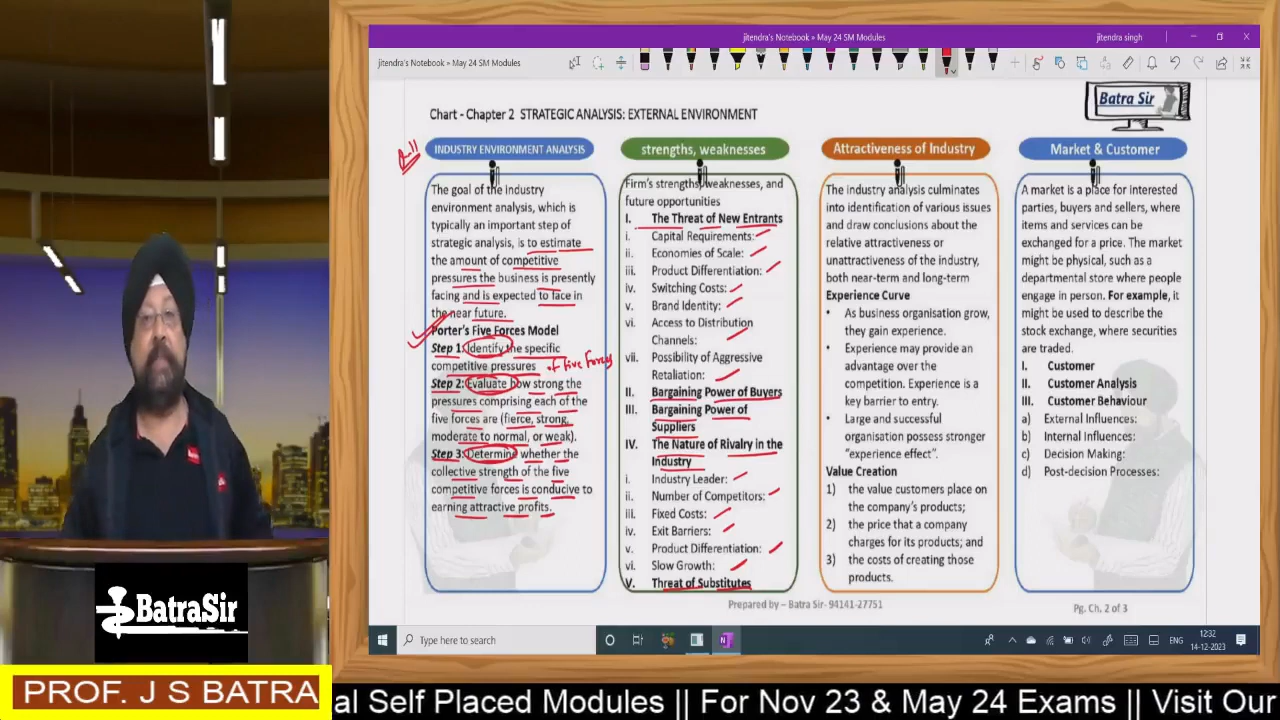 jitendra's Notebook » May 24 SM Modules
jitendra singh
jitendra's Notebook » May 24 SM Modules
Chart - Chapter 2 STRATEGIC ANALYSIS: EXTERNAL ENVIRONMENT
Batra Sir
INDUSTRY ENVIRONMENT ANALYSIS
The goal of the industry
environment analysis, which is
typically an important step of
strategic analysis, is to estimate
the amount of competitive
pressures the business is presently
facing and is expected to face in
the near future.
Porter's Five Forces Model
Step 1: Identify the specific
competitive pressures of five forces
Step 2: Evaluate how strong the
pressures comprising each of the
five forces are (fierce, strong,
moderate to normal, or weak).
Step 3: Determine whether the
collective strength of the five
competitive forces is conducive to
earning attractive profits.
strengths, weaknesses
Firm's strengths, weaknesses, and
future opportunities
I. The Threat of New Entrants
i. Capital Requirements:
ii. Economies of Scale:
iii. Product Differentiation:
iv. Switching Costs:
v. Brand Identity:
vi. Access to Distribution
Channels:
vii. Possibility of Aggressive
Retaliation:
II. Bargaining Power of Buyers
III. Bargaining Power of
Suppliers
IV. The Nature of Rivalry in the
Industry
i. Industry Leader:
ii. Number of Competitors:
iii. Fixed Costs:
iv. Exit Barriers:
v. Product Differentiation:
vi. Slow Growth:
V. Threat of Substitutes
Attractiveness of Industry
The industry analysis culminates
into identification of various issues
and draw conclusions about the
relative attractiveness or
unattractiveness of the industry,
both near-term and long-term
Experience Curve
• As business organisation grow,
they gain experience.
• Experience may provide an
advantage over the
competition. Experience is a
key barrier to entry.
• Large and successful
organisation possess stronger
"experience effect".
Value Creation
1) the value customers place on
the company's products;
2) the price that a company
charges for its products; and
3) the costs of creating those
products.
Market & Customer
A market is a place for interested
parties, buyers and sellers, where
items and services can be
exchanged for a price. The market
might be physical, such as a
departmental store where people
engage in person. For example, it
might be used to describe the
stock exchange, where securities
are traded.
I. Customer
II. Customer Analysis
III. Customer Behaviour
a) External Influences:
b) Internal Influences:
c) Decision Making:
d) Post-decision Processes:
Prepared by – Batra Sir- 94141-27751
Pg. Ch. 2 of 3
Type here to search
ENG
12:32
14-12-2023
BatraSir
PROF. J S BATRA
al Self Placed Modules || For Nov 23 & May 24 Exams || Visit Our